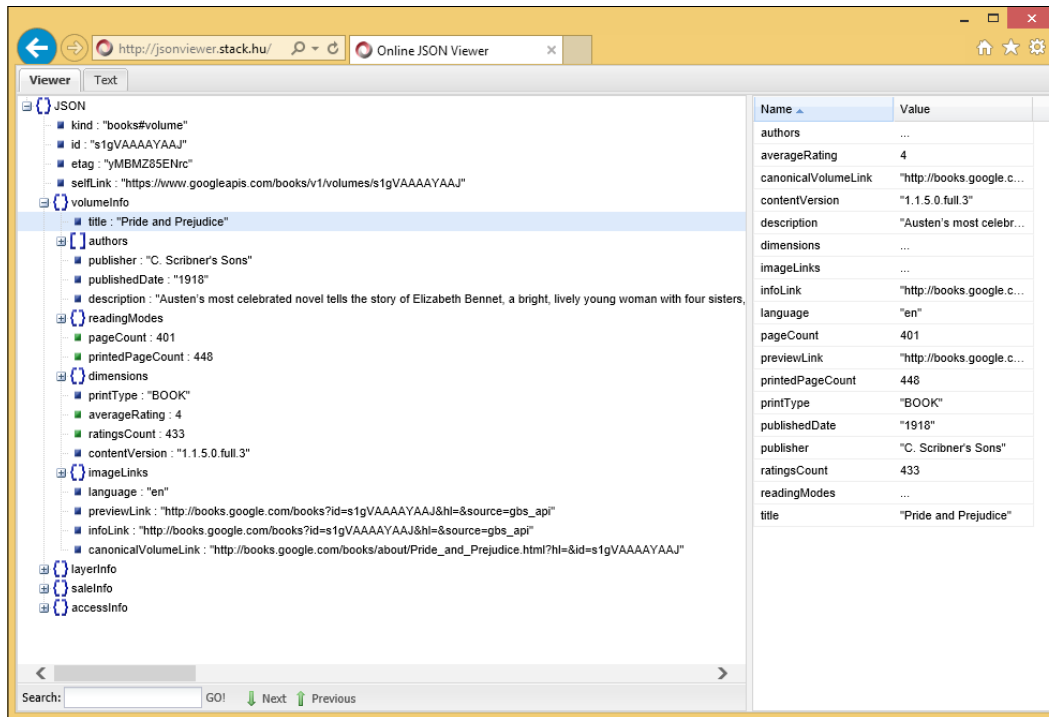 http://jsonviewer.stack.hu/
Online JSON Viewer
Viewer Text
JSON
kind : "books#volume"
id : "s1gVAAAAYAAJ"
etag : "yMBMZ85ENrc"
selfLink : "https://www.googleapis.com/books/v1/volumes/s1gVAAAAYAAJ"
volumeInfo
title : "Pride and Prejudice"
authors
publisher : "C. Scribner's Sons"
publishedDate : "1918"
description : "Austen's most celebrated novel tells the story of Elizabeth Bennet, a bright, lively young woman with four sisters,
readingModes
pageCount : 401
printedPageCount : 448
dimensions
printType : "BOOK"
averageRating : 4
ratingsCount : 433
contentVersion : "1.1.5.0.full.3"
imageLinks
language : "en"
previewLink : "http://books.google.com/books?id=s1gVAAAAYAAJ&hl=&source=gbs_api"
infoLink : "http://books.google.com/books?id=s1gVAAAAYAAJ&hl=&source=gbs_api"
canonicalVolumeLink : "http://books.google.com/books/about/Pride_and_Prejudice.html?hl=&id=s1gVAAAAYAAJ"
layerInfo
saleInfo
accessInfo
Search: GO! Next Previous
Name Value
authors ...
averageRating 4
canonicalVolumeLink "http://books.google.c...
contentVersion "1.1.5.0.full.3"
description "Austen's most celebr...
dimensions ...
imageLinks ...
infoLink "http://books.google.c...
language "en"
pageCount 401
previewLink "http://books.google.c...
printedPageCount 448
printType "BOOK"
publishedDate "1918"
publisher "C. Scribner's Sons"
ratingsCount 433
readingModes ...
title "Pride and Prejudice"